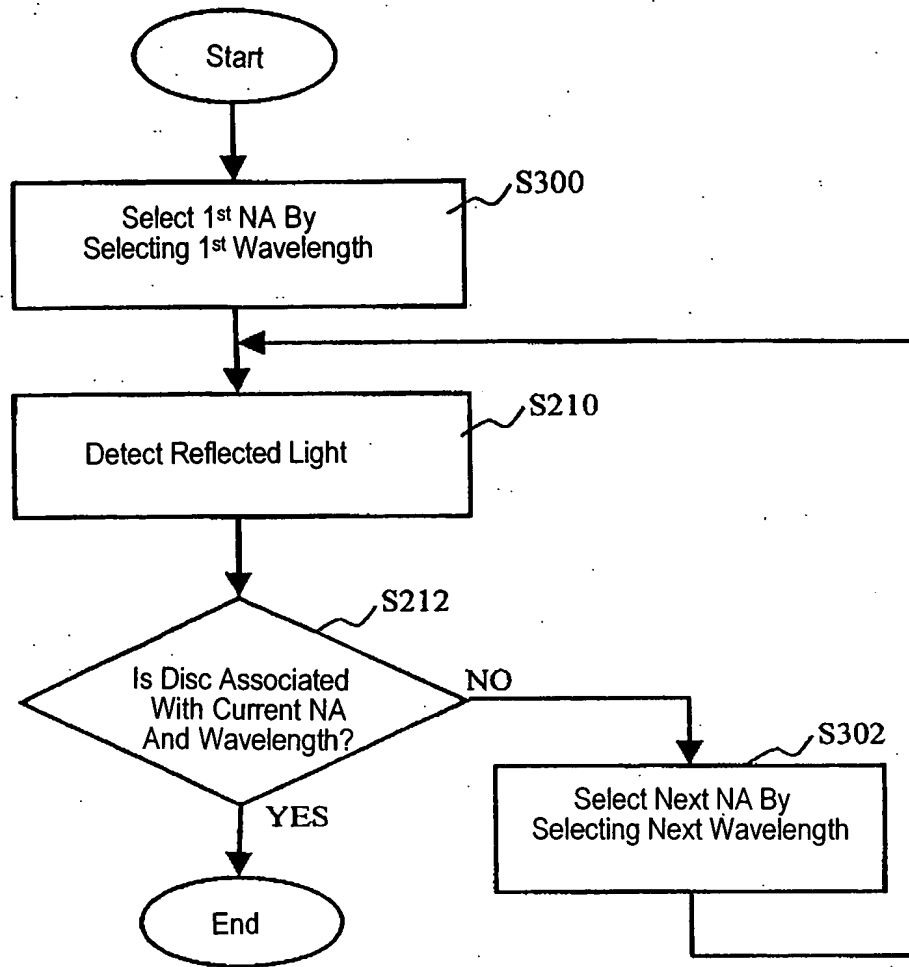 Start
S300
Select 1st NA By
Selecting 1st Wavelength
S210
Detect Reflected Light
S212
Is Disc Associated
With Current NA
And Wavelength?
NO
YES
S302
Select Next NA By
Selecting Next Wavelength
End